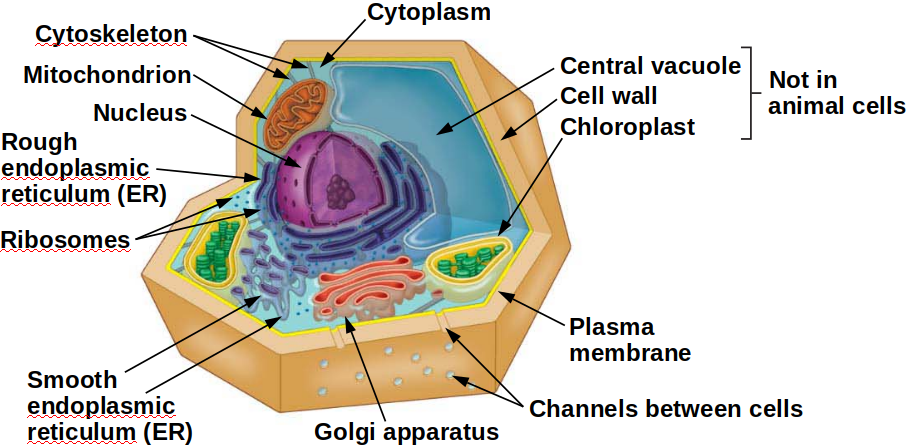 Cytoplasm
Cytoskeleton
Mitochondrion
Nucleus
Rough
endoplasmic
reticulum (ER)
Ribosomes
Smooth
endoplasmic
reticulum (ER)
Golgi apparatus
Central vacuole
Cell wall
Chloroplast
Not in
animal cells
Plasma
membrane
Channels between cells